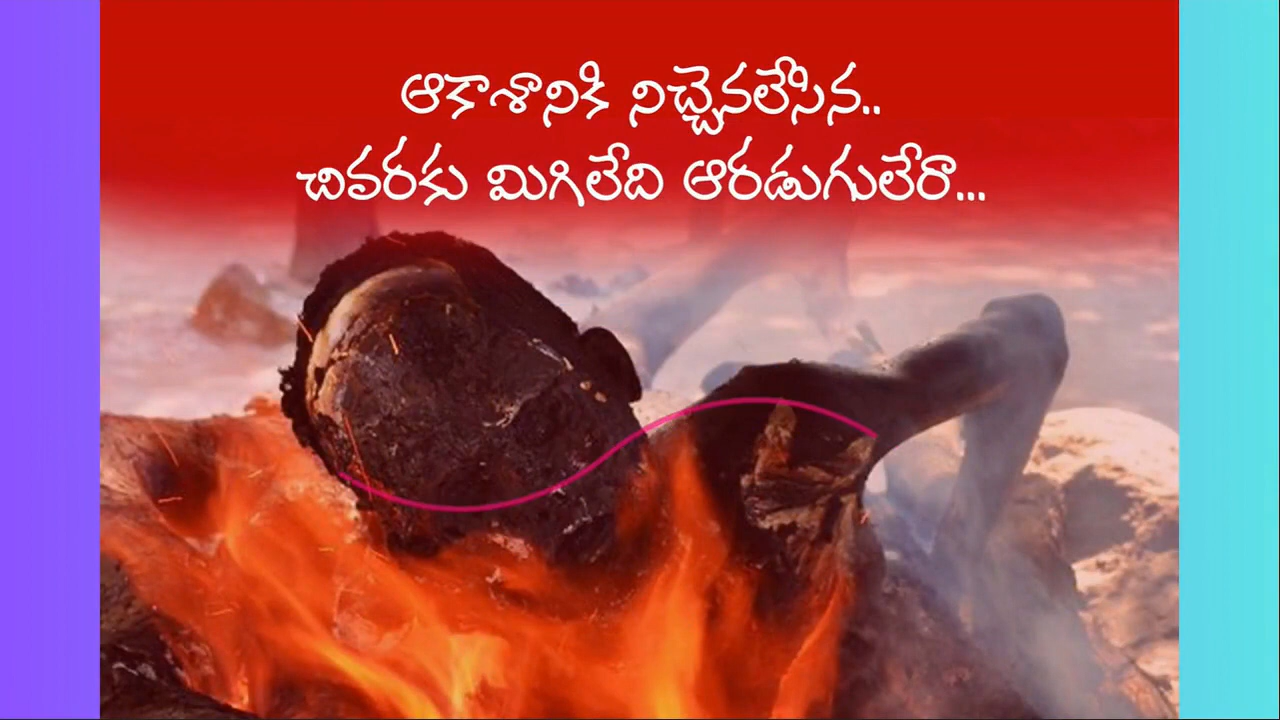 ఆకాశానికి నిచ్చెనలేసిన..
చివరకు మిగిలేది ఆరడుగులేరా...